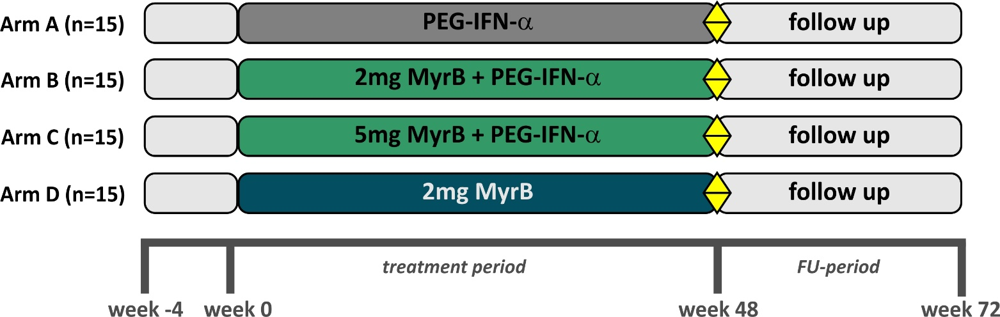 Arm A (n=15) PEG-IFN-α follow up
Arm B (n=15) 2mg MyrB + PEG-IFN-α follow up
Arm C (n=15) 5mg MyrB + PEG-IFN-α follow up
Arm D (n=15) 2mg MyrB follow up
treatment period FU-period
week -4 week 0 week 48 week 72